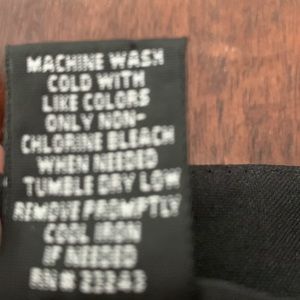 MACHINE WASH
COLD WITH
LIKE COLORS
ONLY NON-
CHLORINE BLEACH
WHEN NEEDED
TUMBLE DRY LOW
REMOVE PROMPTLY
COOL IRON
IF NEEDED
RN#